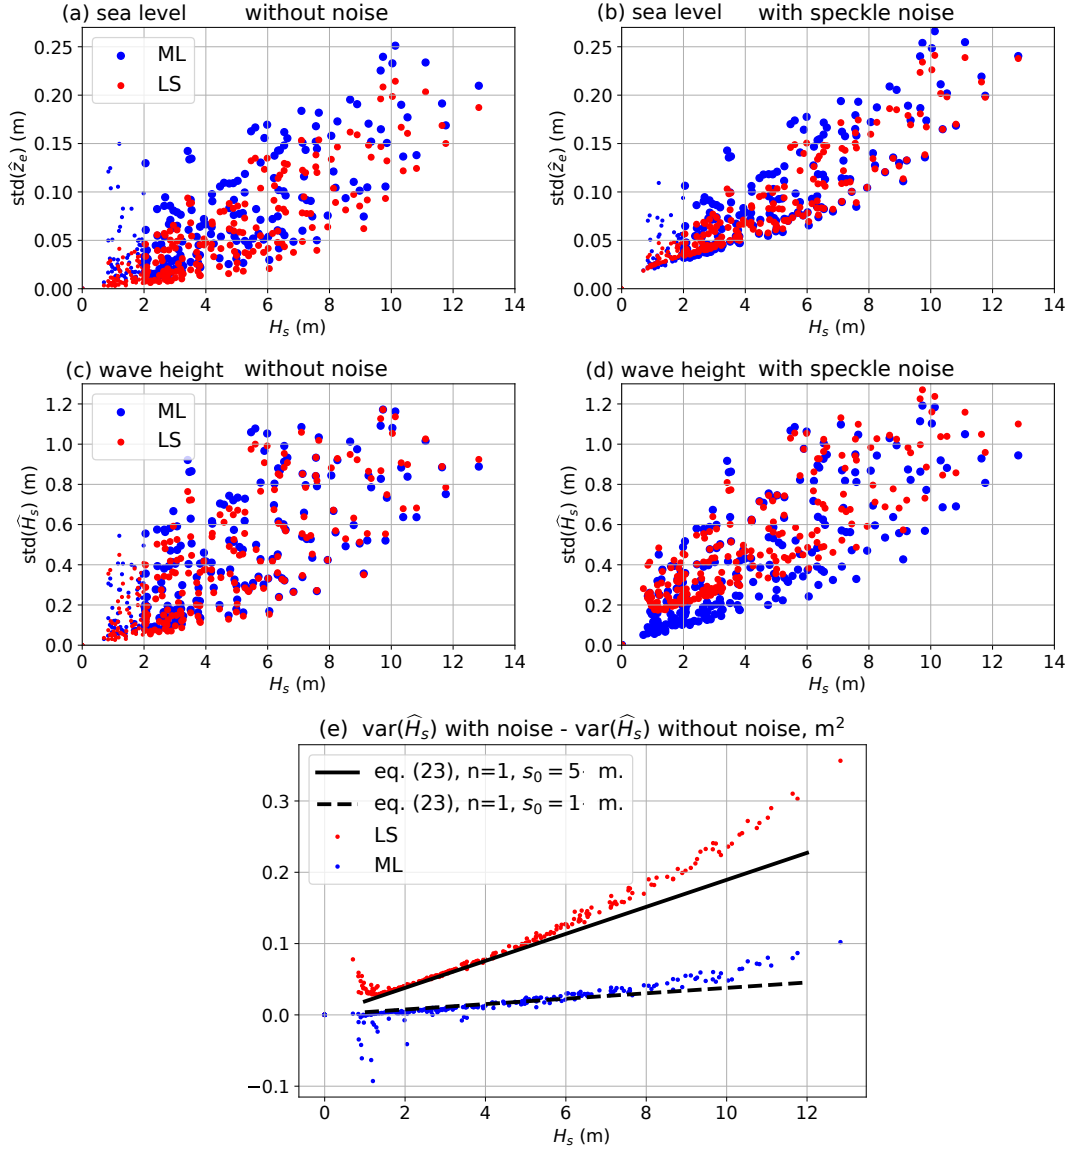 (a) sea level without noise
0.25
0.20
0.15
0.10
0.05
0.00
std(ẑ_e) (m)
ML
LS
0 2 4 6 8 10 12 14
H_s (m)
(b) sea level with speckle noise
0.25
0.20
0.15
0.10
0.05
0.00
std(ẑ_e) (m)
0 2 4 6 8 10 12 14
H_s (m)
(c) wave height without noise
1.2
1.0
0.8
0.6
0.4
0.2
0.0
std(Ĥ_s) (m)
ML
LS
0 2 4 6 8 10 12 14
H_s (m)
(d) wave height with speckle noise
1.2
1.0
0.8
0.6
0.4
0.2
0.0
std(Ĥ_s) (m)
0 2 4 6 8 10 12 14
H_s (m)
(e) var(Ĥ_s) with noise - var(Ĥ_s) without noise, m²
eq. (23), n=1, s₀ = 5· m.
eq. (23), n=1, s₀ = 1· m.
LS
ML
0.3
0.2
0.1
0.0
−0.1
0 2 4 6 8 10 12
H_s (m)